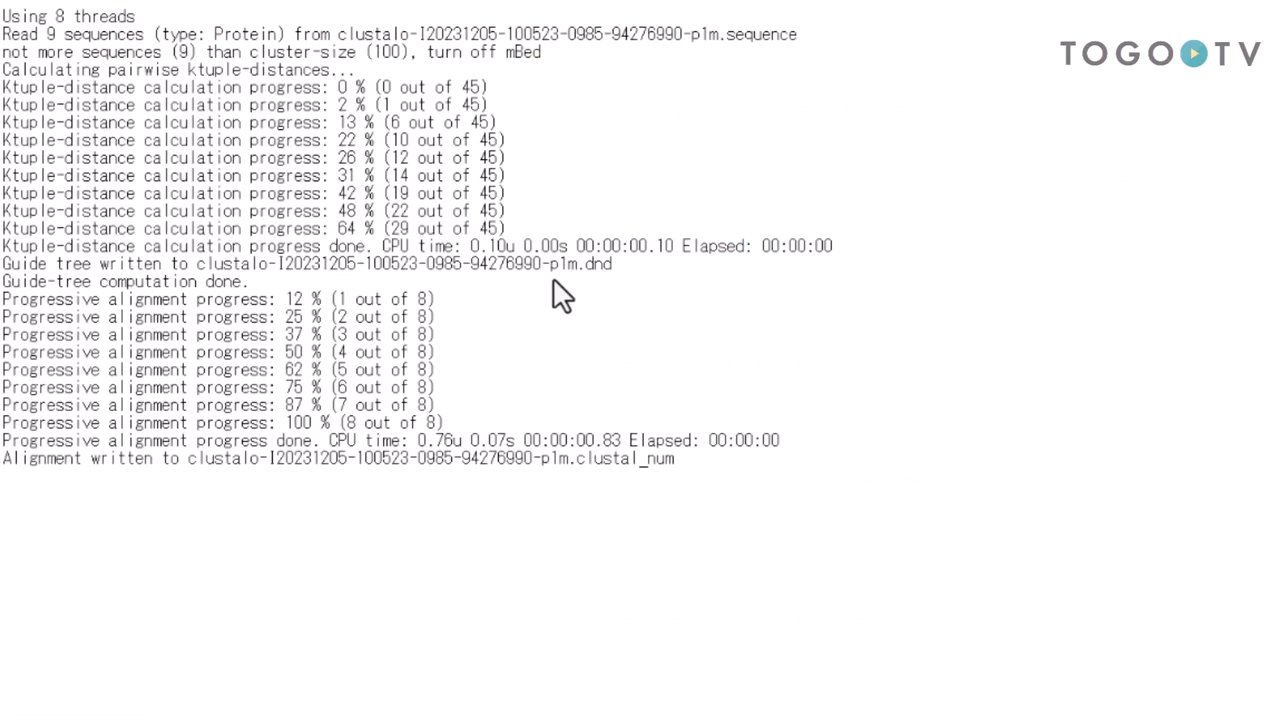 Using 8 threads
Read 9 sequences (type: Protein) from clustalo-I20231205-100523-0985-94276990-p1m.sequence
not more sequences (9) than cluster-size (100), turn off mBed
Calculating pairwise ktuple-distances...
Ktuple-distance calculation progress: 0 % (0 out of 45)
Ktuple-distance calculation progress: 2 % (1 out of 45)
Ktuple-distance calculation progress: 13 % (6 out of 45)
Ktuple-distance calculation progress: 22 % (10 out of 45)
Ktuple-distance calculation progress: 26 % (12 out of 45)
Ktuple-distance calculation progress: 31 % (14 out of 45)
Ktuple-distance calculation progress: 42 % (19 out of 45)
Ktuple-distance calculation progress: 48 % (22 out of 45)
Ktuple-distance calculation progress: 64 % (29 out of 45)
Ktuple-distance calculation progress done. CPU time: 0.10u 0.00s 00:00:00.10 Elapsed: 00:00:00
Guide tree written to clustalo-I20231205-100523-0985-94276990-p1m.dnd
Guide-tree computation done.
Progressive alignment progress: 12 % (1 out of 8)
Progressive alignment progress: 25 % (2 out of 8)
Progressive alignment progress: 37 % (3 out of 8)
Progressive alignment progress: 50 % (4 out of 8)
Progressive alignment progress: 62 % (5 out of 8)
Progressive alignment progress: 75 % (6 out of 8)
Progressive alignment progress: 87 % (7 out of 8)
Progressive alignment progress: 100 % (8 out of 8)
Progressive alignment progress done. CPU time: 0.76u 0.07s 00:00:00.83 Elapsed: 00:00:00
Alignment written to clustalo-I20231205-100523-0985-94276990-p1m.clustal_num
TOGO TV